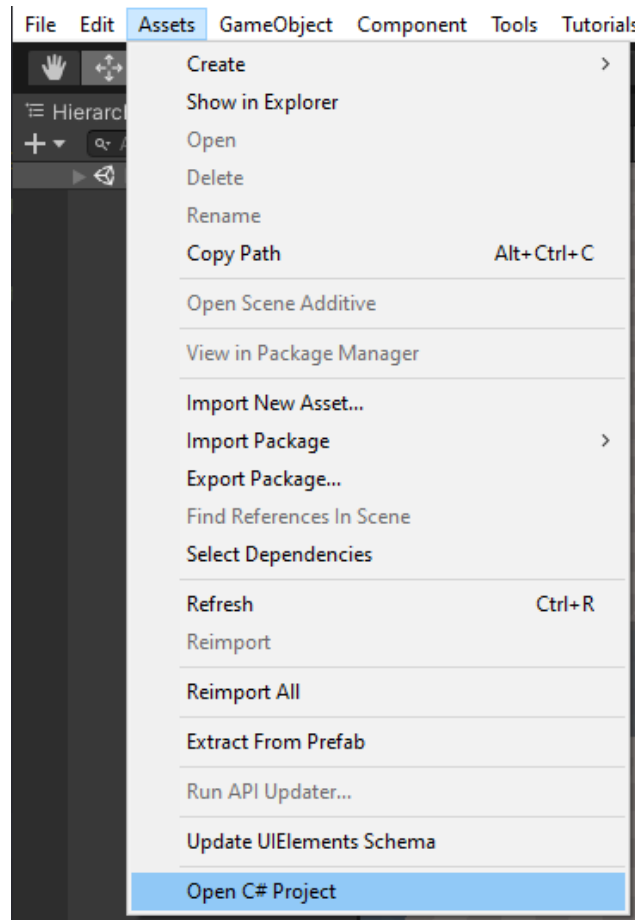 File Edit Assets GameObject Component Tools Tutorials
Hierarc
Create
Show in Explorer
Open
Delete
Rename
Copy Path Alt+Ctrl+C
Open Scene Additive
View in Package Manager
Import New Asset...
Import Package
Export Package...
Find References In Scene
Select Dependencies
Refresh Ctrl+R
Reimport
Reimport All
Extract From Prefab
Run API Updater...
Update UIElements Schema
Open C# Project